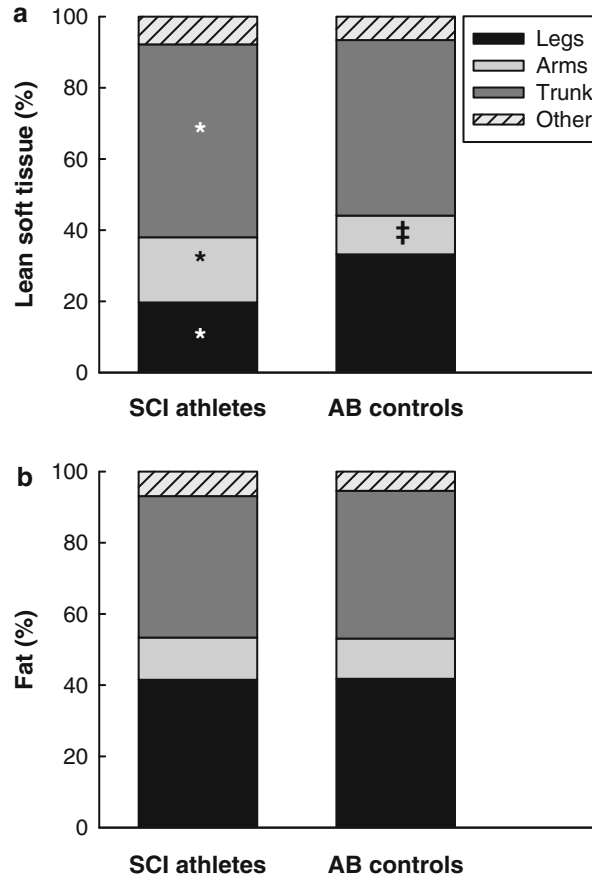 a
Lean soft tissue (%)
100
80
60
40
20
0
*
*
*
‡
Legs
Arms
Trunk
Other
SCI athletes AB controls
b
Fat (%)
100
80
60
40
20
0
SCI athletes AB controls